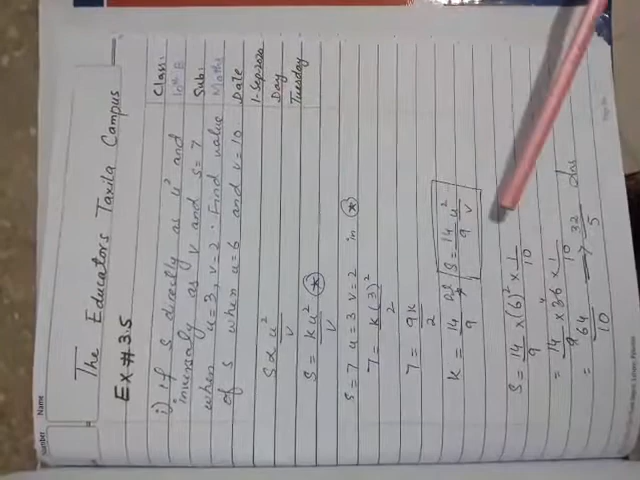 Name
The Educators Taxila Campus
EX # 3.5
Class:
10th B
Sub:
Maths
Date
1-Sep-2020
Day
Tuesday
i) if s directly as u² and
inversely as v and s=7
when u=3, v=2. Find value
of s when u=6 and v=10
s∝ u²/v
s = ku²/v ⊛
s=7 u=3 v=2 in ⊛
7 = k(3)²/2
7 = 9k/2
k = 14/9
s = 14/9 u²/v
s = 14/9 × (6)² × 1/10
= 14/9 × 36 × 1/10
= 64/10 32/5 Ans